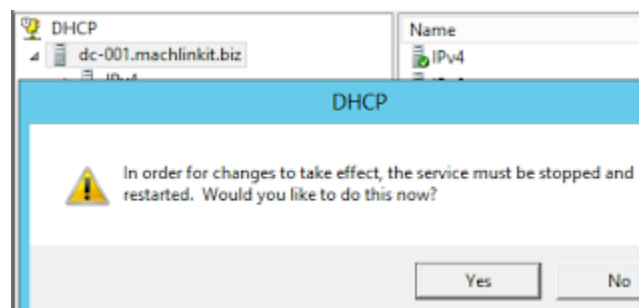 DHCP
Name
dc-001.machlinkit.biz
IPv4
DHCP
In order for changes to take effect, the service must be stopped and
restarted. Would you like to do this now?
Yes
No